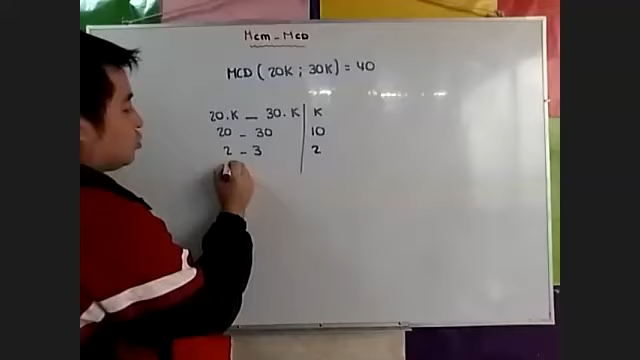 Mcm - MCD
MCD ( 20K ; 30K ) = 40
20.K - 30.K | K
20 - 30 | 10
2 - 3 | 2